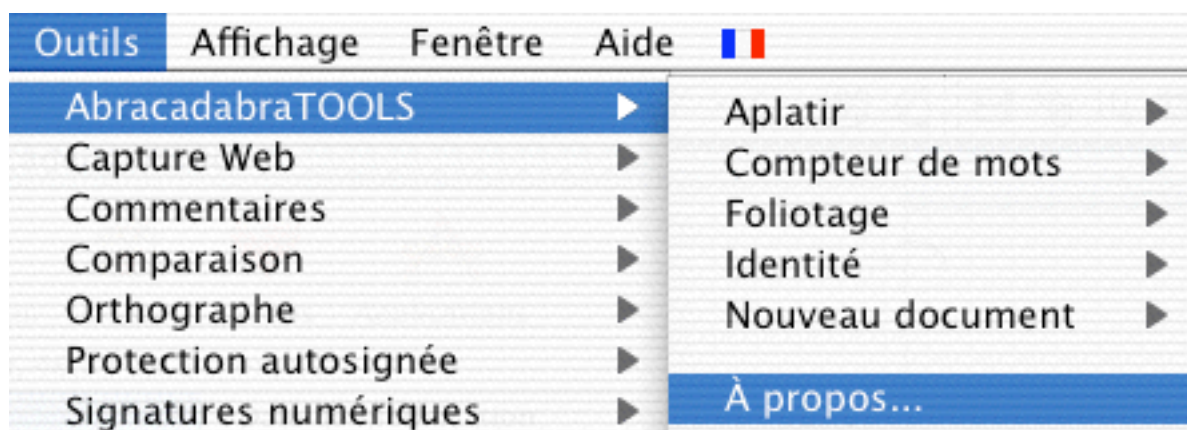 Outils Affichage Fenêtre Aide
AbracadabraTOOLS
Capture Web
Commentaires
Comparaison
Orthographe
Protection autosignée
Signatures numériques
Aplatir
Compteur de mots
Foliotage
Identité
Nouveau document
À propos...